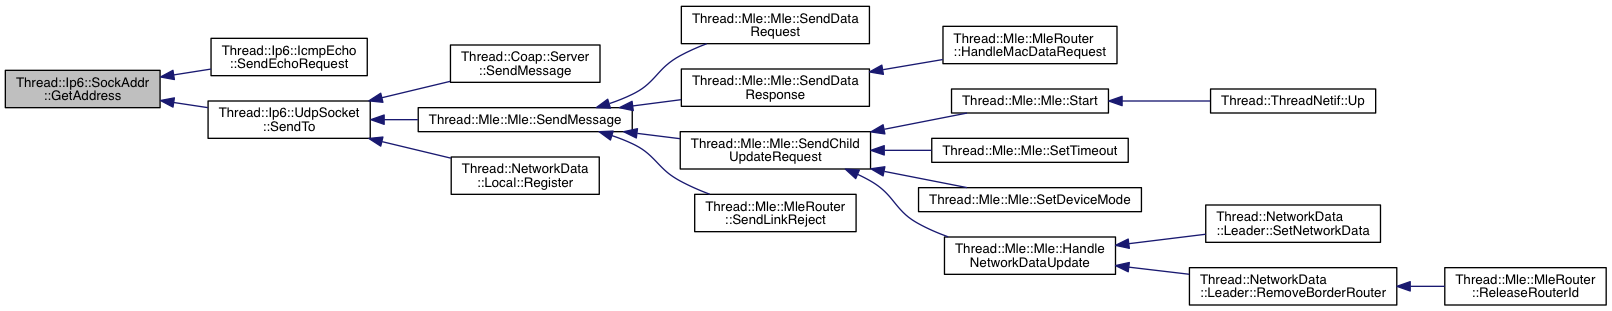 Thread::Ip6::SockAddr
::GetAddress
Thread::Ip6::IcmpEcho
::SendEchoRequest
Thread::Ip6::UdpSocket
::SendTo
Thread::Coap::Server
::SendMessage
Thread::Mle::Mle::SendMessage
Thread::NetworkData
::Local::Register
Thread::Mle::Mle::SendData
Request
Thread::Mle::Mle::SendData
Response
Thread::Mle::Mle::SendChild
UpdateRequest
Thread::Mle::MleRouter
::SendLinkReject
Thread::Mle::MleRouter
::HandleMacDataRequest
Thread::Mle::Mle::Start
Thread::Mle::Mle::SetTimeout
Thread::Mle::Mle::SetDeviceMode
Thread::Mle::Mle::Handle
NetworkDataUpdate
Thread::ThreadNetif::Up
Thread::NetworkData
::Leader::SetNetworkData
Thread::NetworkData
::Leader::RemoveBorderRouter
Thread::Mle::MleRouter
::ReleaseRouterId